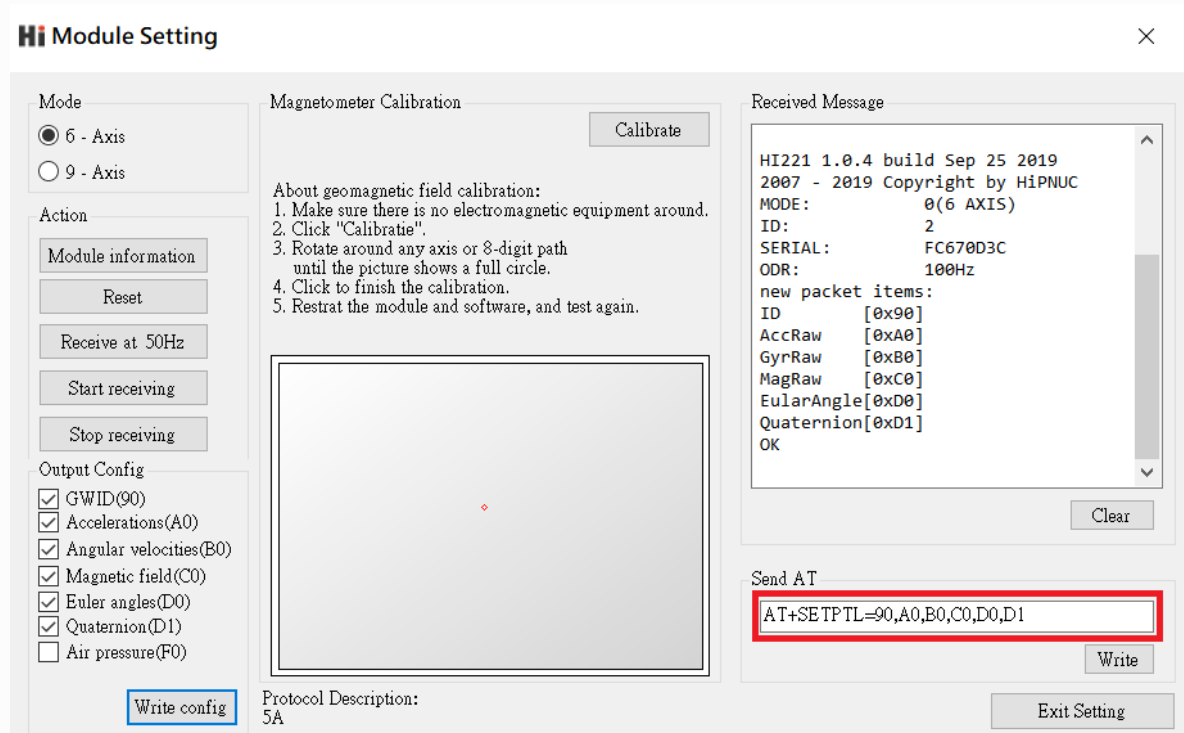 Hi Module Setting
Mode
6 - Axis
9 - Axis
Action
Module information
Reset
Receive at 50Hz
Start receiving
Stop receiving
Output Config
GWID(90)
Accelerations(A0)
Angular velocities(B0)
Magnetic field(C0)
Euler angles(D0)
Quaternion(D1)
Air pressure(F0)
Write config
Magnetometer Calibration
Calibrate
About geomagnetic field calibration:
1. Make sure there is no electromagnetic equipment around.
2. Click "Calibratie".
3. Rotate around any axis or 8-digit path
until the picture shows a full circle.
4. Click to finish the calibration.
5. Restrat the module and software, and test again.
Protocol Description:
5A
Received Message
HI221 1.0.4 build Sep 25 2019
2007 - 2019 Copyright by HiPNUC
MODE: 0(6 AXIS)
ID: 2
SERIAL: FC670D3C
ODR: 100Hz
new packet items:
ID [0x90]
AccRaw [0xA0]
GyrRaw [0xB0]
MagRaw [0xC0]
EularAngle[0xD0]
Quaternion[0xD1]
OK
Clear
Send AT
AT+SETPTL=90,A0,B0,C0,D0,D1
Write
Exit Setting